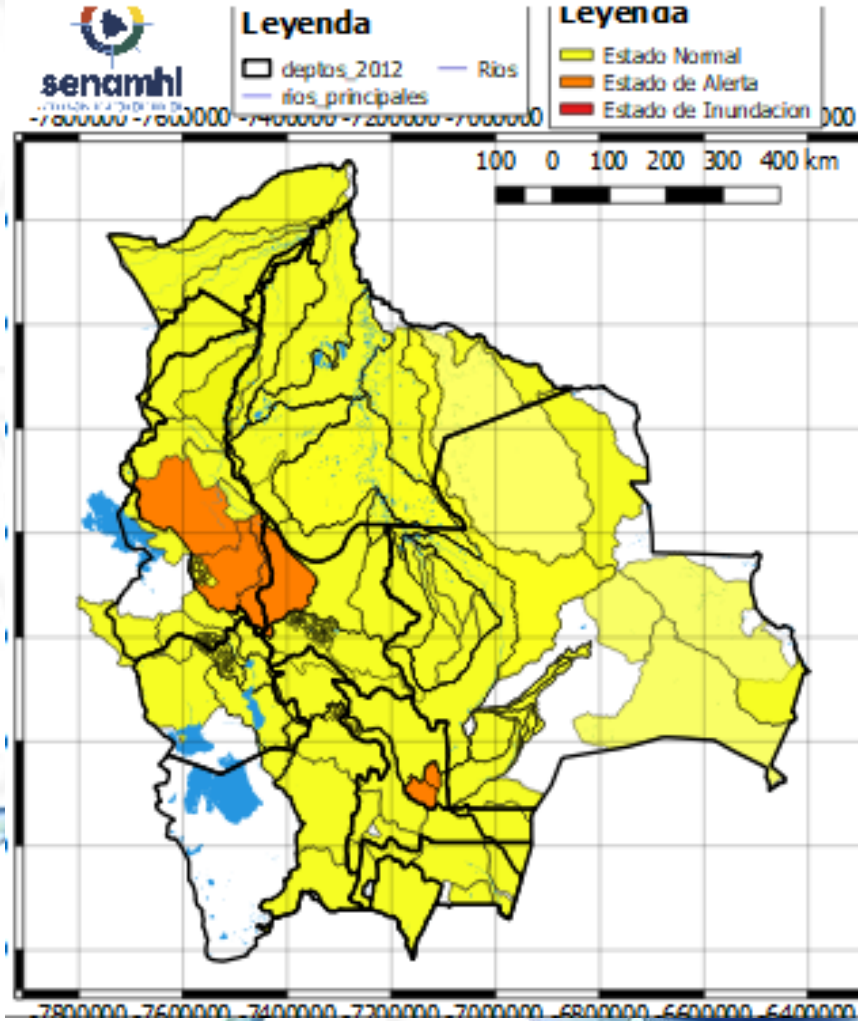 senamhi
Leyenda
deptos_2012 Rios
rios_principales
Leyenda
Estado Normal
Estado de Alerta
Estado de Inundacion
-7800000 -7600000 -7400000 -7200000 -7000000
100 0 100 200 300 400 km
-7800000 -7600000 -7400000 -7200000 -7000000 -6800000 -6600000 -6400000